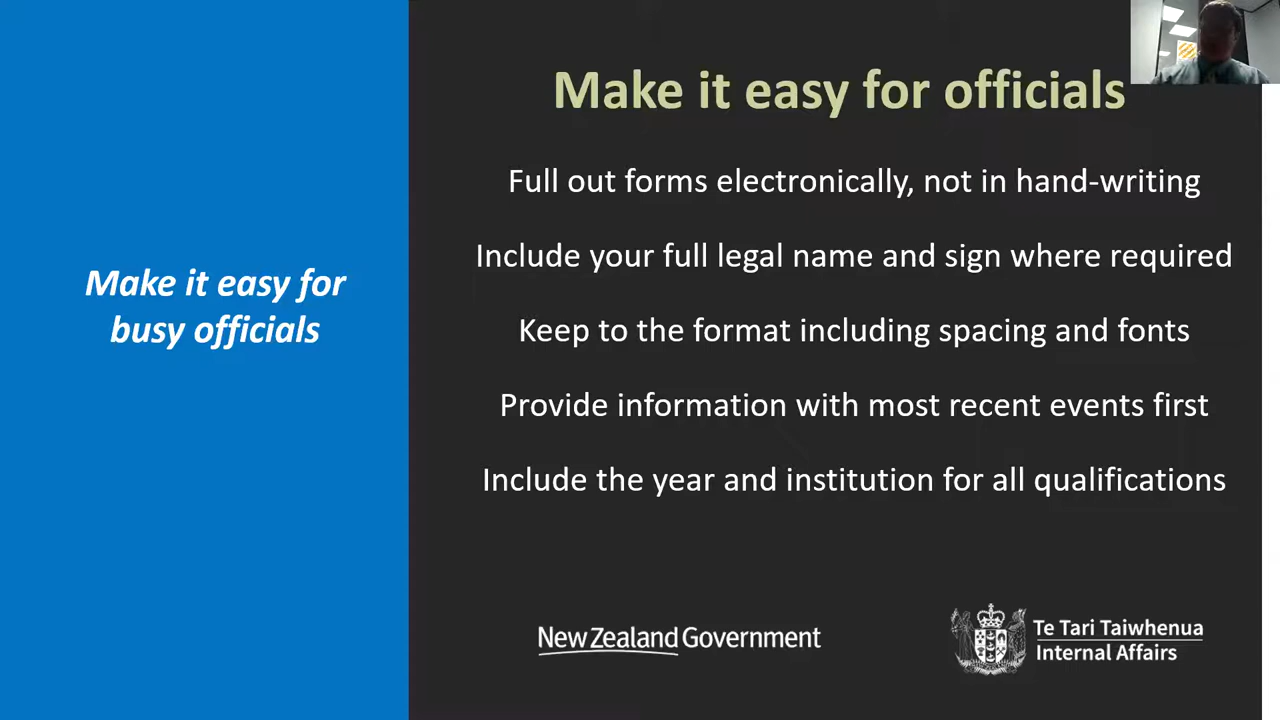 Make it easy for
busy officials
Make it easy for officials
Full out forms electronically, not in hand-writing
Include your full legal name and sign where required
Keep to the format including spacing and fonts
Provide information with most recent events first
Include the year and institution for all qualifications
New Zealand Government
Te Tari Taiwhenua
Internal Affairs